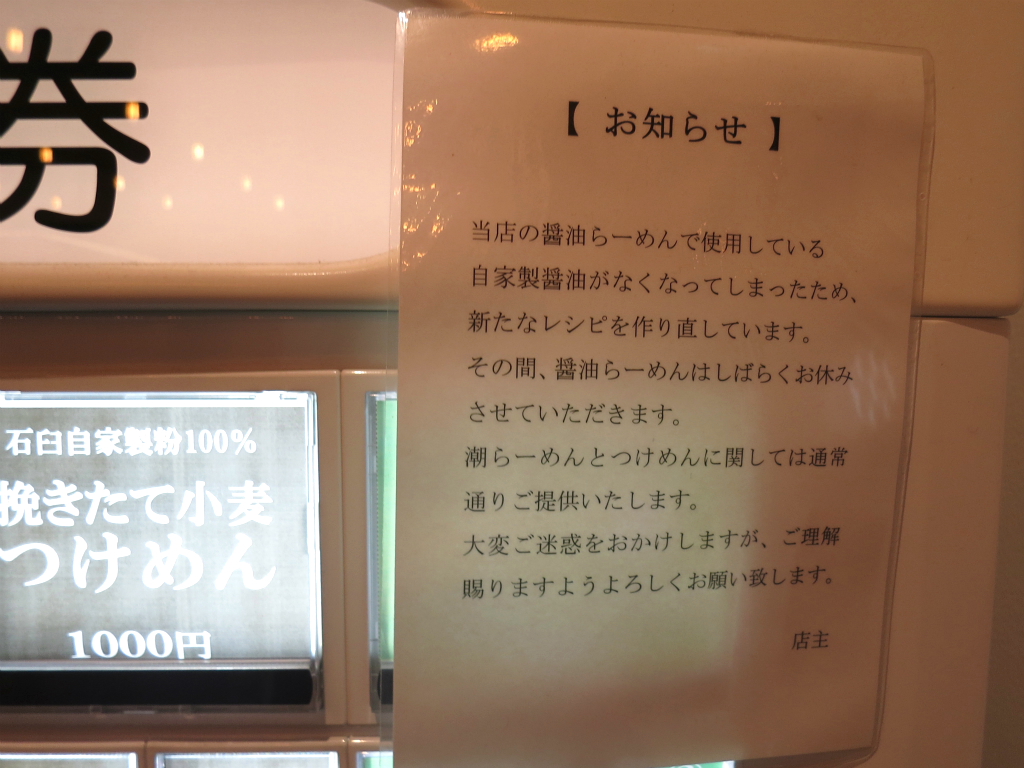 券
石臼自家製粉100%
挽きたて小麦
つけめん
1000円
【 お知らせ 】
当店の醤油らーめんで使用している
自家製醤油がなくなってしまったため、
新たなレシピを作り直しています。
その間、醤油らーめんはしばらくお休み
させていただきます。
潮らーめんとつけめんに関しては通常
通りご提供いたします。
大変ご迷惑をおかけしますが、ご理解
賜りますようよろしくお願い致します。
店主